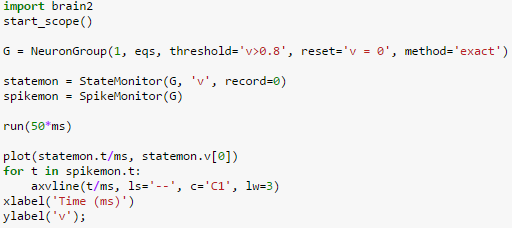 import brain2
start_scope()
G = NeuronGroup(1, eqs, threshold='v>0.8', reset='v = 0', method='exact')
statemon = StateMonitor(G, 'v', record=0)
spikemon = SpikeMonitor(G)
run(50*ms)
plot(statemon.t/ms, statemon.v[0])
for t in spikemon.t:
    axvline(t/ms, ls='--', c='C1', lw=3)
xlabel('Time (ms)')
ylabel('v');